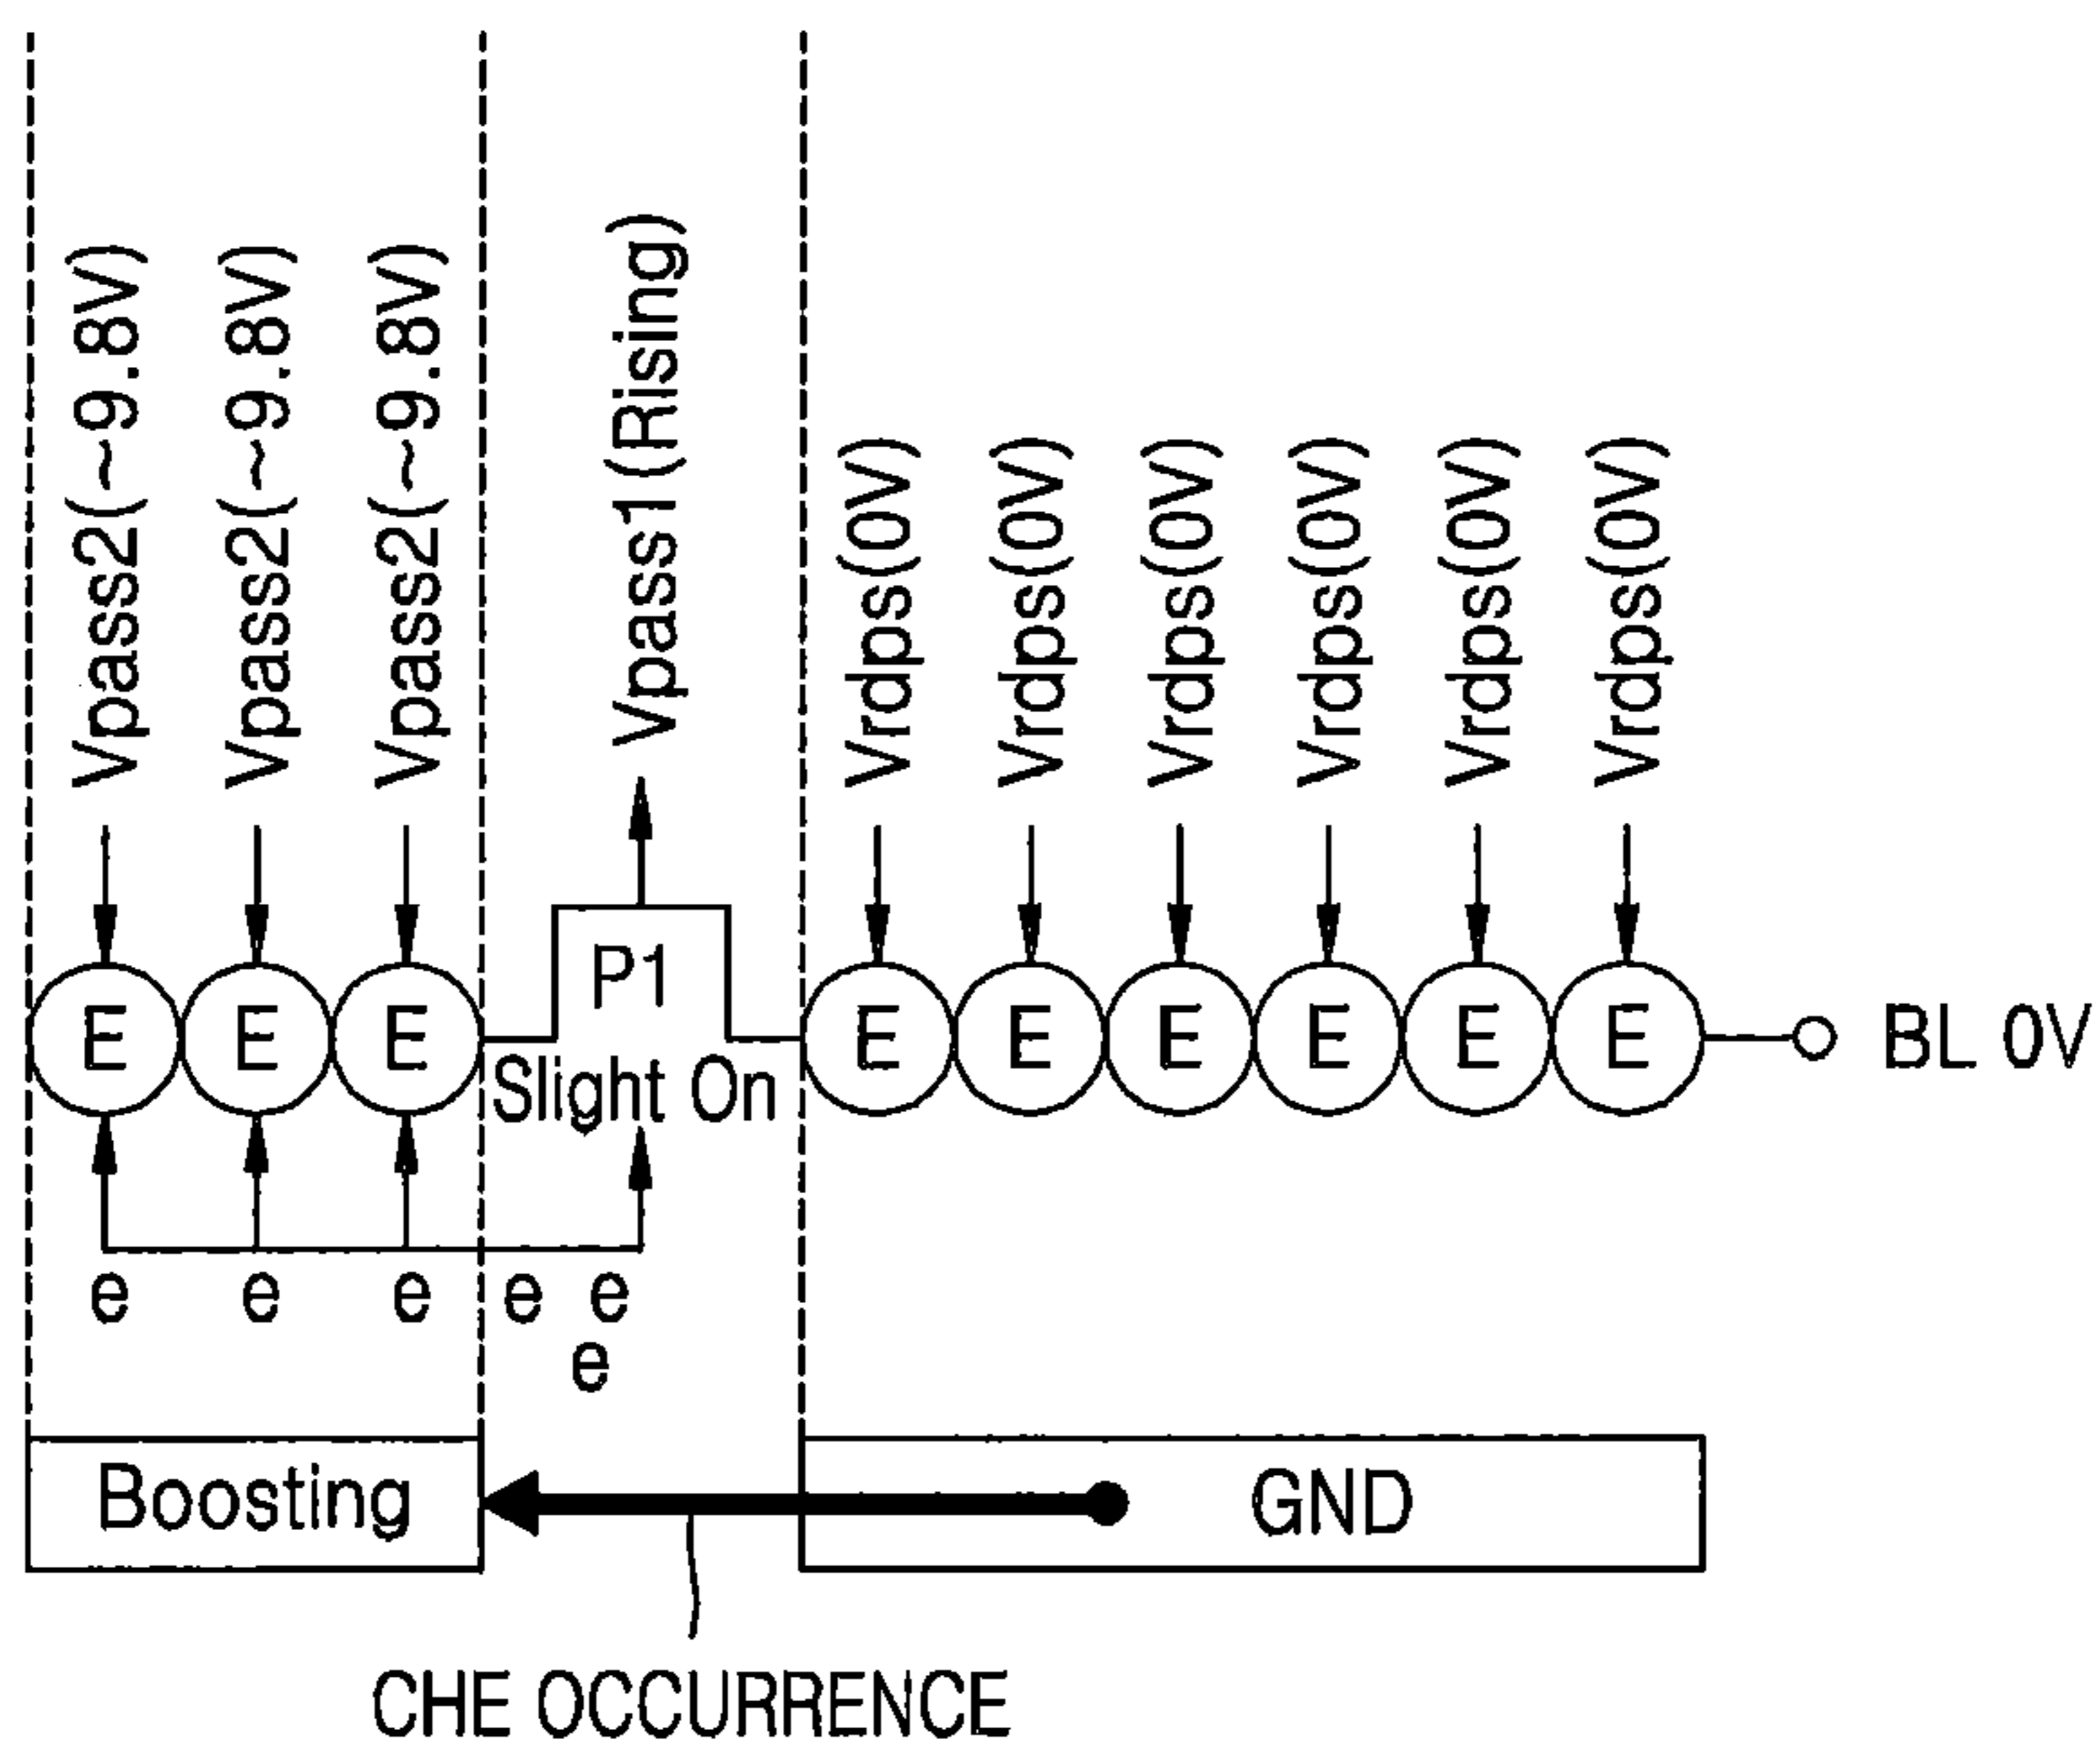 Vpass2(~9.8V)
Vpass2(~9.8V)
Vpass2(~9.8V)
Vpass1(Rising)
Vrdps(0V)
Vrdps(0V)
Vrdps(0V)
Vrdps(0V)
Vrdps(0V)
Vrdps(0V)
P1
E E E
Slight On
E E E E E E
BL 0V
e e e e e
e
Boosting
GND
CHE OCCURRENCE